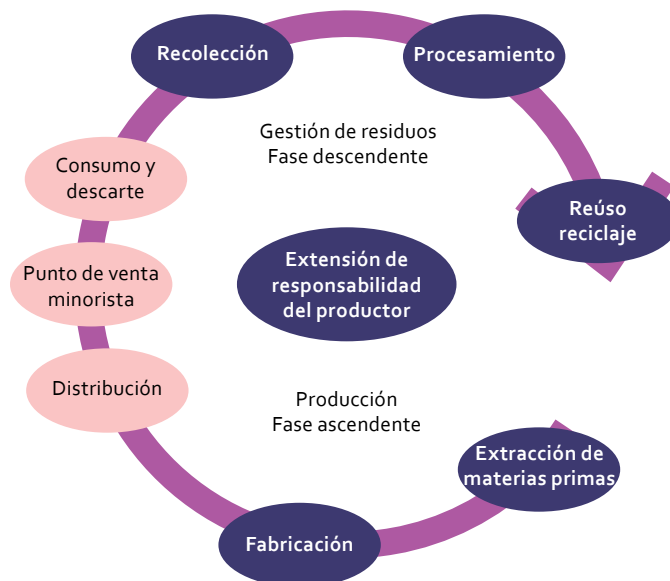 Recolección
Procesamiento
Gestión de residuos
Fase descendente
Consumo y
descarte
Reúso
reciclaje
Punto de venta
minorista
Extensión de
responsabilidad
del productor
Distribución
Producción
Fase ascendente
Extracción de
materias primas
Fabricación